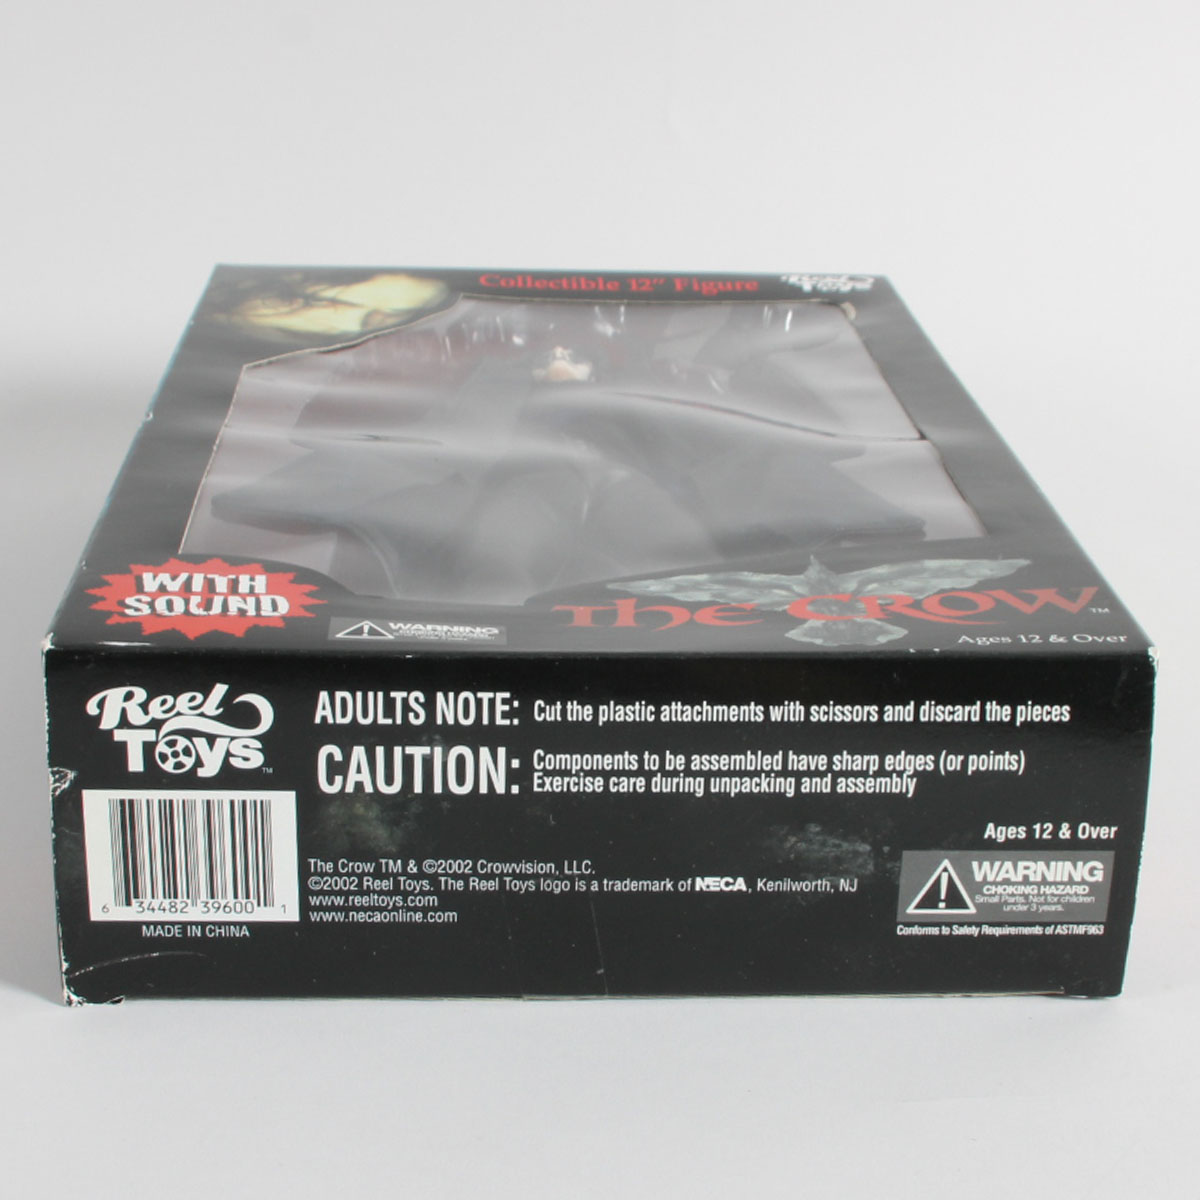 Collectible 12" Figure
Reel
Toys
WITH
SOUND
WARNING
The CROW™
Ages 12 & Over
Reel
Toys™
ADULTS NOTE: Cut the plastic attachments with scissors and discard the pieces
CAUTION: Components to be assembled have sharp edges (or points)
Exercise care during unpacking and assembly
Ages 12 & Over
The Crow TM & ©2002 Crowvision, LLC.
©2002 Reel Toys. The Reel Toys logo is a trademark of NECA, Kenilworth, NJ
www.reeltoys.com
www.necaonline.com
6 34482 39600 1
MADE IN CHINA
WARNING
CHOKING HAZARD
Small Parts. Not for children
under 3 years.
Conforms to Safety Requirements of ASTMF963